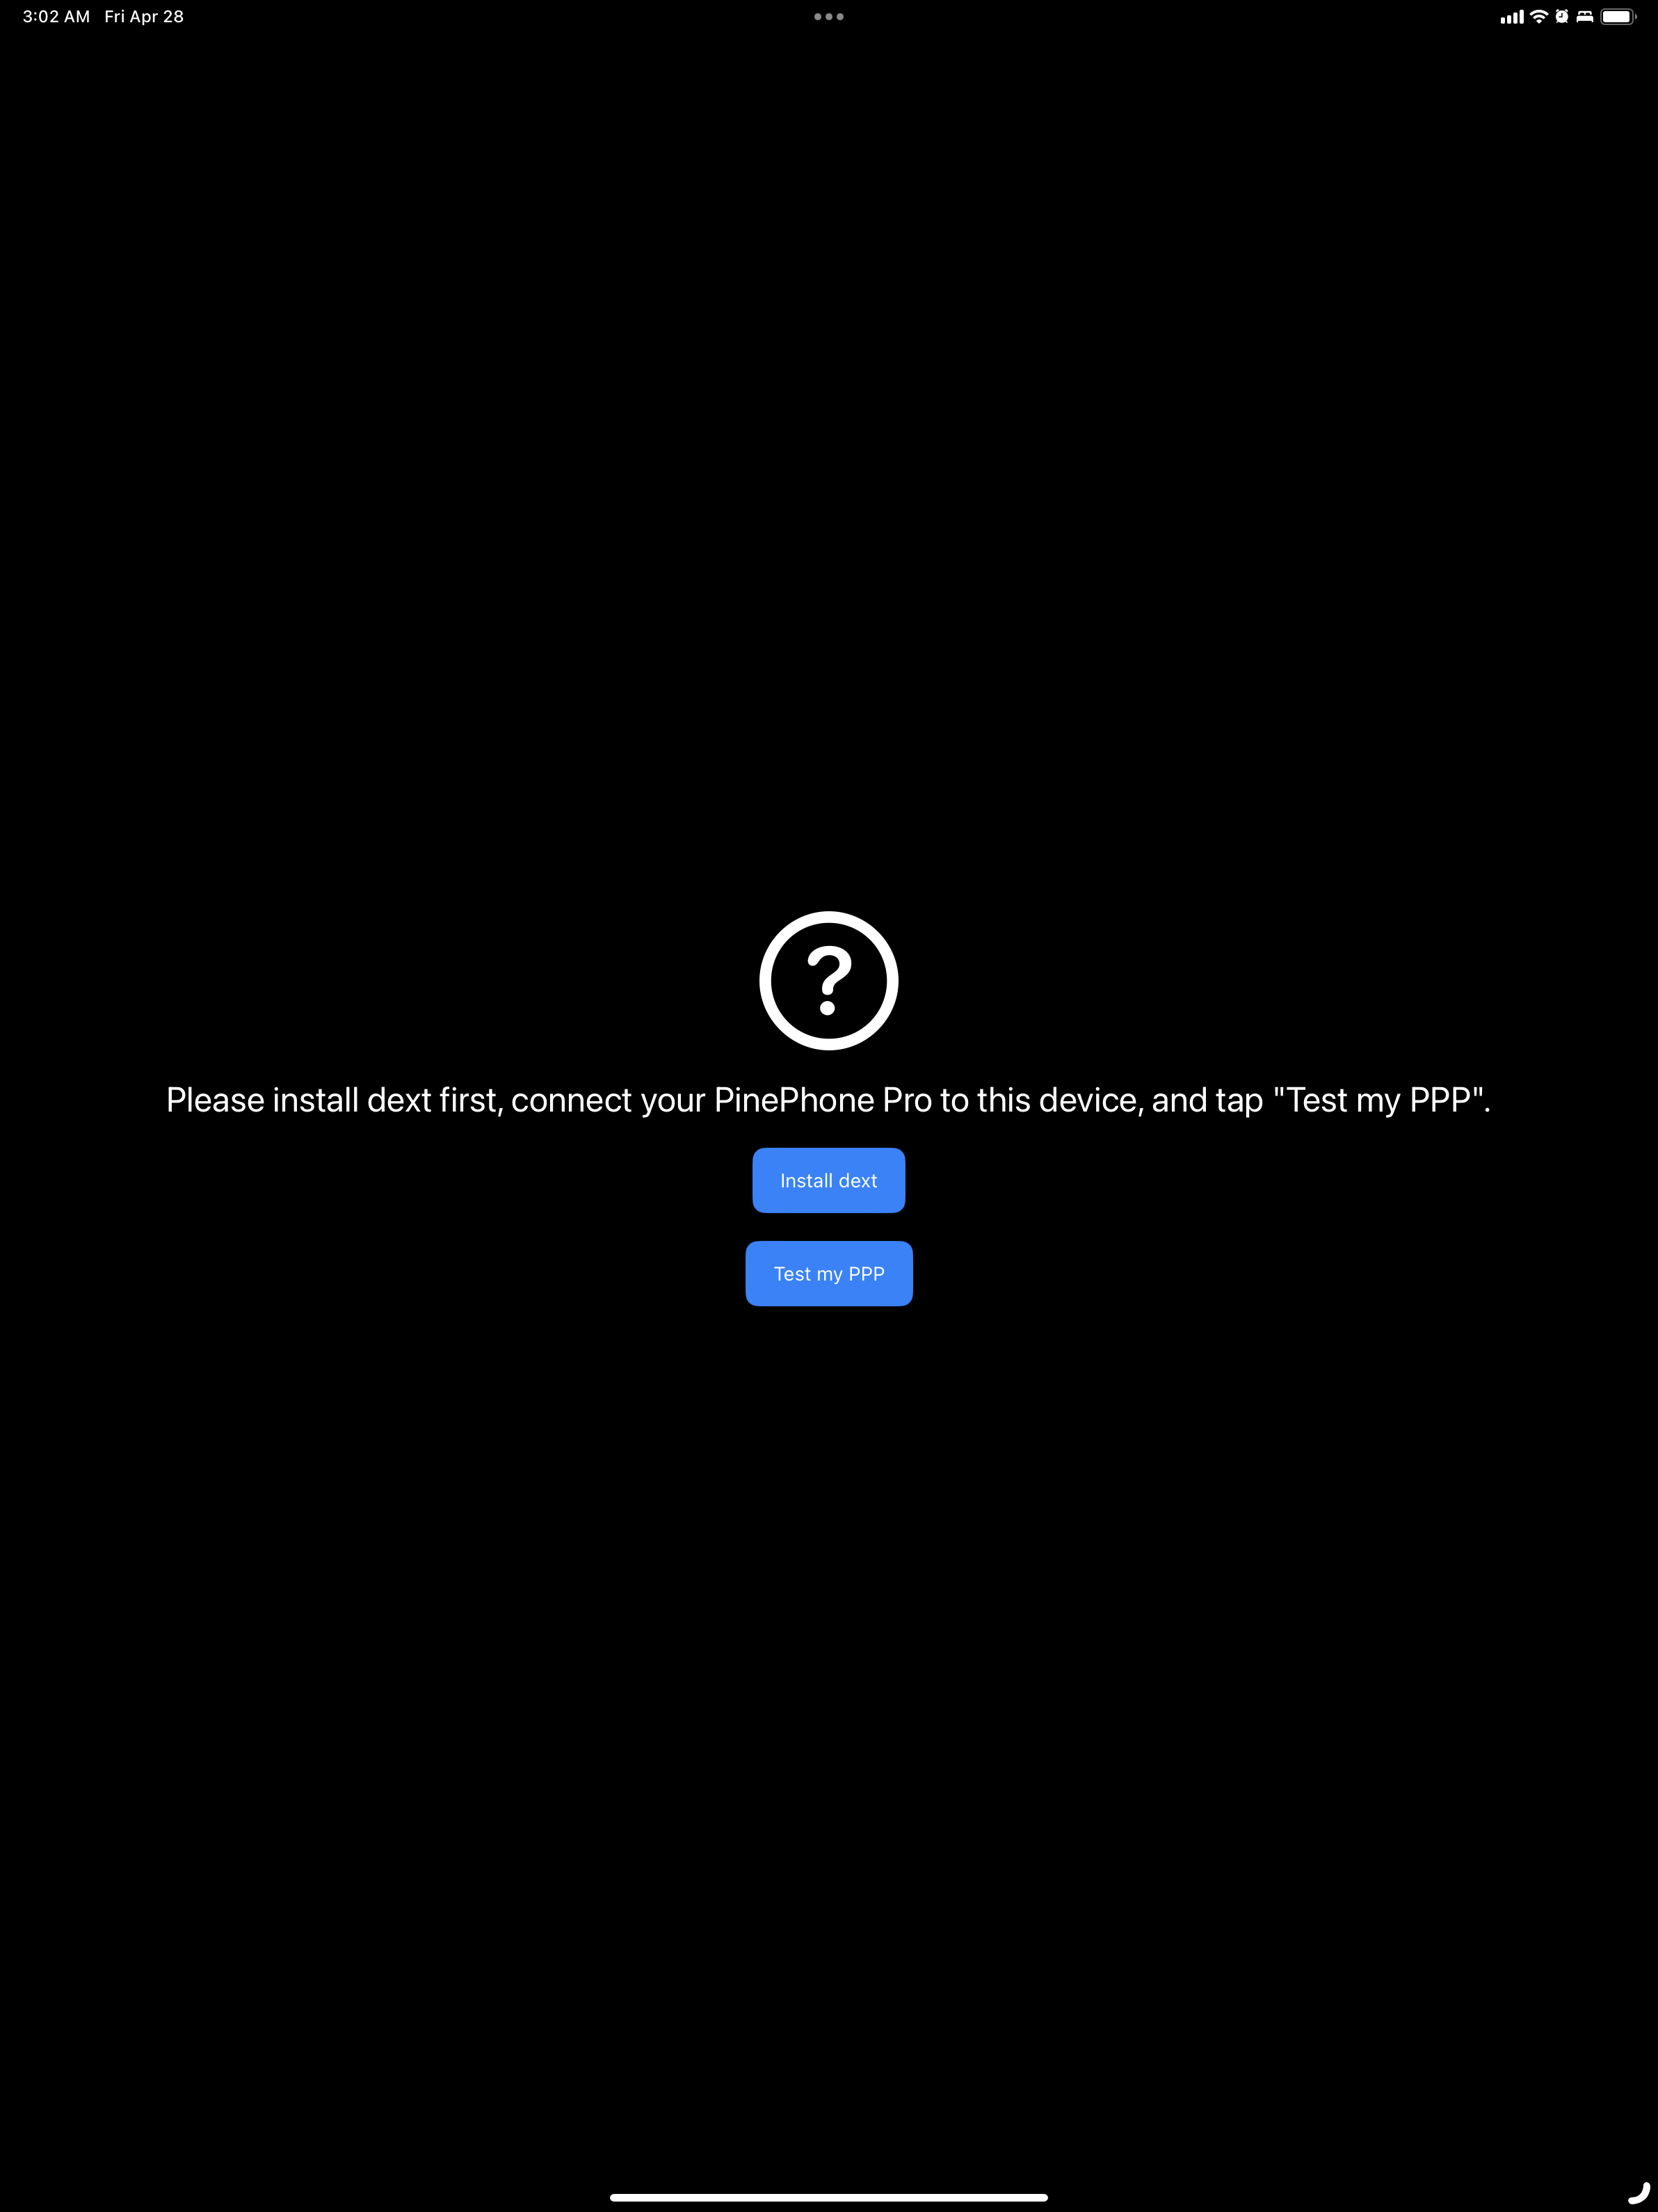 3:02 AM Fri Apr 28
?
Please install dext first, connect your PinePhone Pro to this device, and tap "Test my PPP".
Install dext
Test my PPP